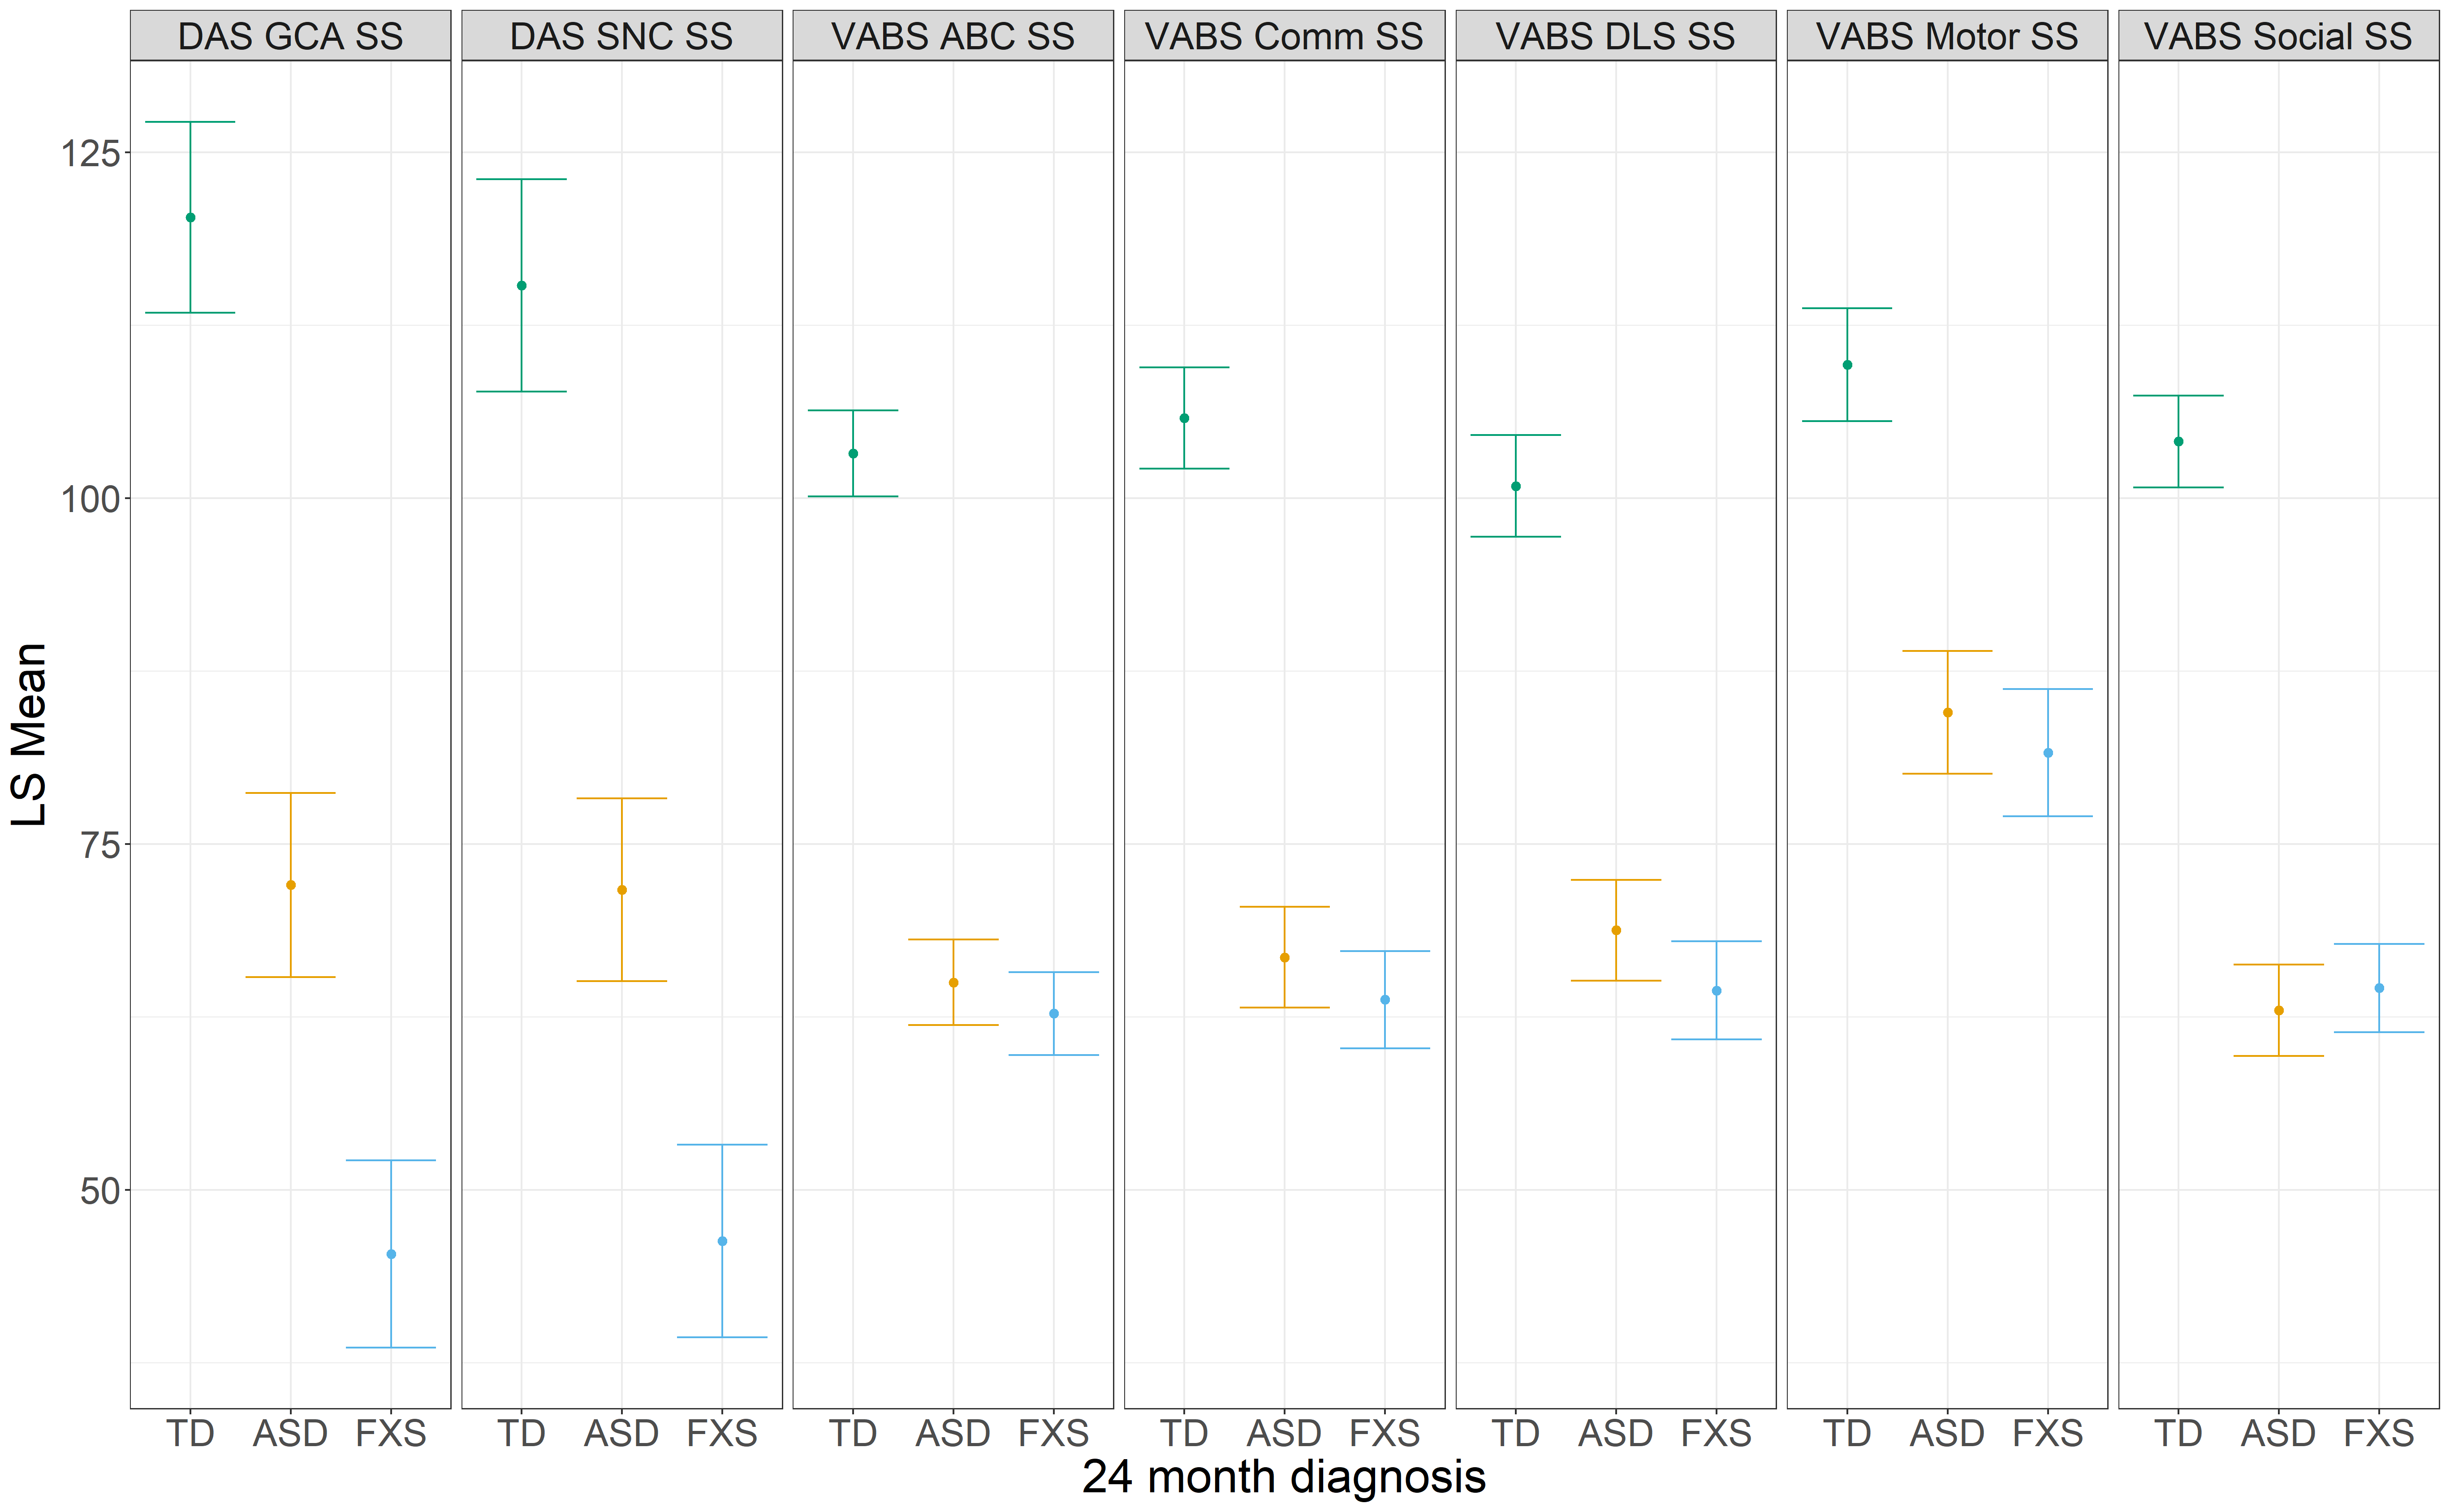 DAS GCA SS DAS SNC SS VABS ABC SS VABS Comm SS VABS DLS SS VABS Motor SS VABS Social SS
LS Mean
125
100
75
50
TD ASD FXS TD ASD FXS TD ASD FXS TD ASD FXS TD ASD FXS TD ASD FXS TD ASD FXS
24 month diagnosis